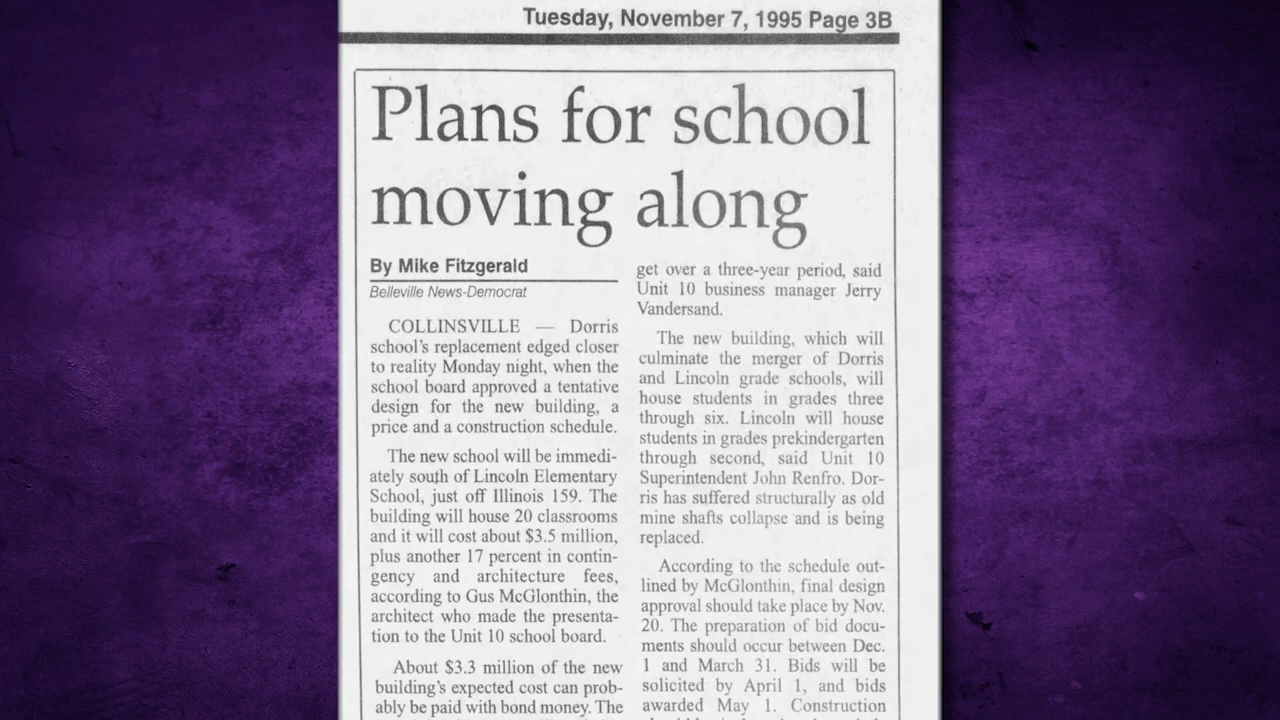 Tuesday, November 7, 1995 Page 3B
Plans for school
moving along
By Mike Fitzgerald
Belleville News-Democrat
COLLINSVILLE — Dorris
school's replacement edged closer
to reality Monday night, when the
school board approved a tentative
design for the new building, a
price and a construction schedule.
The new school will be immedi-
ately south of Lincoln Elementary
School, just off Illinois 159. The
building will house 20 classrooms
and it will cost about $3.5 million,
plus another 17 percent in contin-
gency and architecture fees,
according to Gus McGlonthin, the
architect who made the presenta-
tion to the Unit 10 school board.
About $3.3 million of the new
building's expected cost can prob-
ably be paid with bond money. The
get over a three-year period, said
Unit 10 business manager Jerry
Vandersand.
The new building, which will
culminate the merger of Dorris
and Lincoln grade schools, will
house students in grades three
through six. Lincoln will house
students in grades prekindergarten
through second, said Unit 10
Superintendent John Renfro. Dor-
ris has suffered structurally as old
mine shafts collapse and is being
replaced.
According to the schedule out-
lined by McGlonthin, final design
approval should take place by Nov.
20. The preparation of bid docu-
ments should occur between Dec.
1 and March 31. Bids will be
solicited by April 1, and bids
awarded May 1. Construction